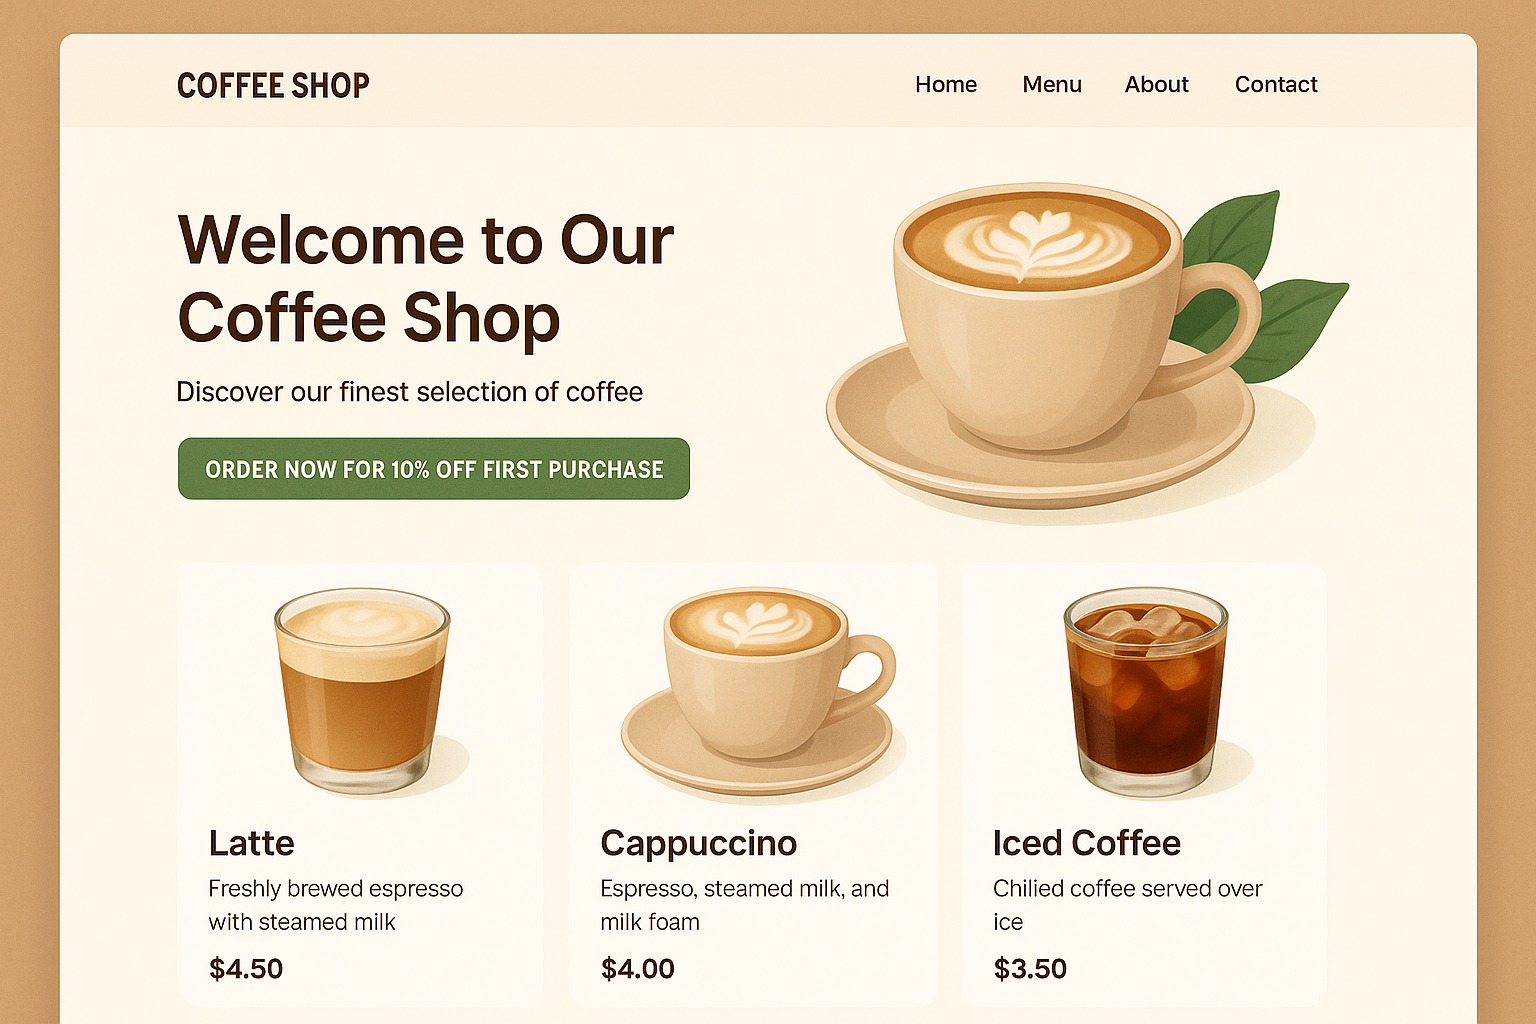 COFFEE SHOP
Home Menu About Contact
Welcome to Our
Coffee Shop
Discover our finest selection of coffee
ORDER NOW FOR 10% OFF FIRST PURCHASE
Latte
Freshly brewed espresso
with steamed milk
$4.50
Cappuccino
Espresso, steamed milk, and
milk foam
$4.00
Iced Coffee
Chilied coffee served over
ice
$3.50